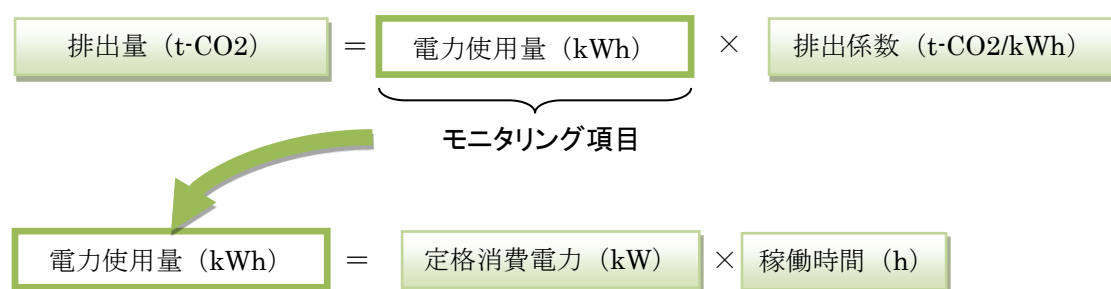 排出量（t-CO2） ＝ 電力使用量（kWh） × 排出係数（t-CO2/kWh）
モニタリング項目
電力使用量（kWh） ＝ 定格消費電力（kW） × 稼働時間（h）